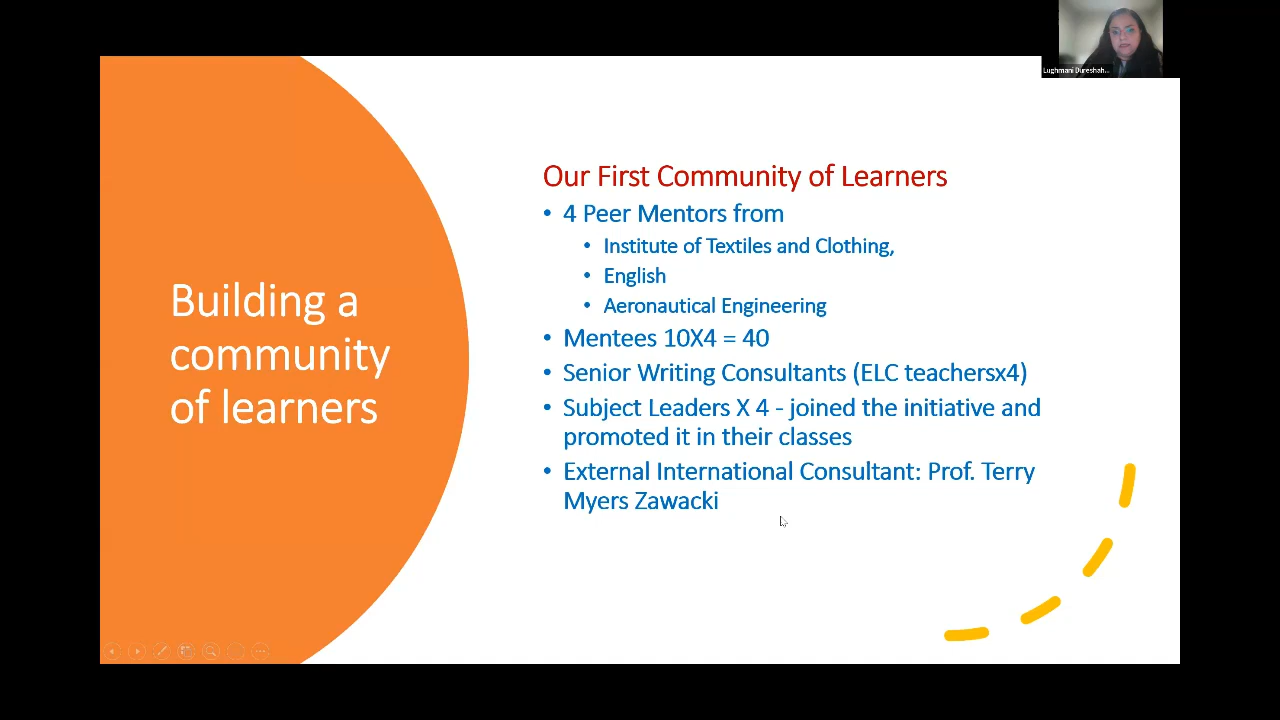 Lughmani Dureshah...
Building a
community
of learners
Our First Community of Learners
• 4 Peer Mentors from
• Institute of Textiles and Clothing,
• English
• Aeronautical Engineering
• Mentees 10X4 = 40
• Senior Writing Consultants (ELC teachersx4)
• Subject Leaders X 4 - joined the initiative and
promoted it in their classes
• External International Consultant: Prof. Terry
Myers Zawacki